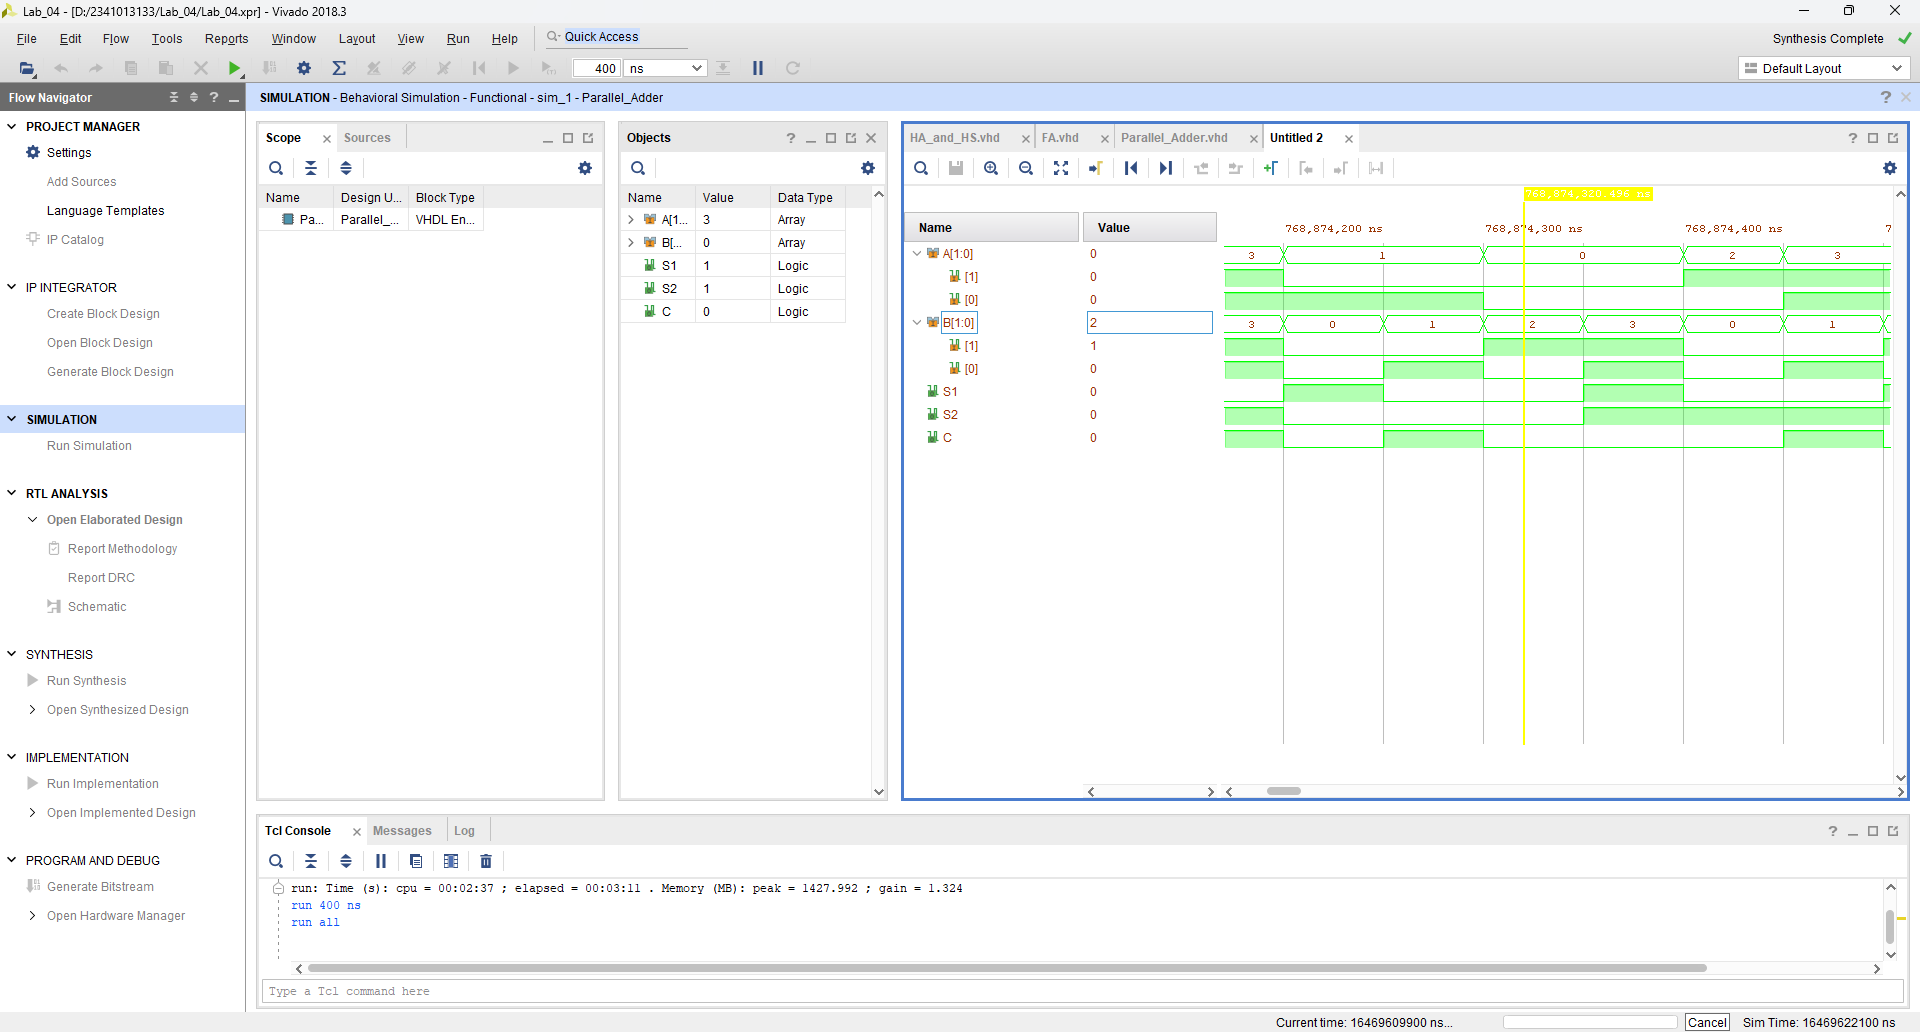 Lab_04 - [D:/2341013133/Lab_04/Lab_04.xpr] - Vivado 2018.3
File Edit Flow Tools Reports Window Layout View Run Help Quick Access
Synthesis Complete
400 ns
Default Layout
Flow Navigator
PROJECT MANAGER
Settings
Add Sources
Language Templates
IP Catalog
IP INTEGRATOR
Create Block Design
Open Block Design
Generate Block Design
SIMULATION
Run Simulation
RTL ANALYSIS
Open Elaborated Design
Report Methodology
Report DRC
Schematic
SYNTHESIS
Run Synthesis
Open Synthesized Design
IMPLEMENTATION
Run Implementation
Open Implemented Design
PROGRAM AND DEBUG
Generate Bitstream
Open Hardware Manager
SIMULATION - Behavioral Simulation - Functional - sim_1 - Parallel_Adder
Scope Sources
Name Design U... Block Type
Pa... Parallel_... VHDL En...
Objects
Name Value Data Type
A[1... 3 Array
B[... 0 Array
S1 1 Logic
S2 1 Logic
C 0 Logic
HA_and_HS.vhd FA.vhd Parallel_Adder.vhd Untitled 2
Name Value
768,874,200 ns 768,874,300 ns 768,874,400 ns 7
A[1:0] 0 3 1 0 2 3
[1] 0
[0] 0
B[1:0] 2 3 0 1 2 3 0 1
[1] 1
[0] 0
S1 0
S2 0
C 0
Tcl Console Messages Log
run: Time (s): cpu = 00:02:37 ; elapsed = 00:03:11 . Memory (MB): peak = 1427.992 ; gain = 1.324
run 400 ns
run all
Type a Tcl command here
Current time: 16469609900 ns... Cancel Sim Time: 16469622100 ns